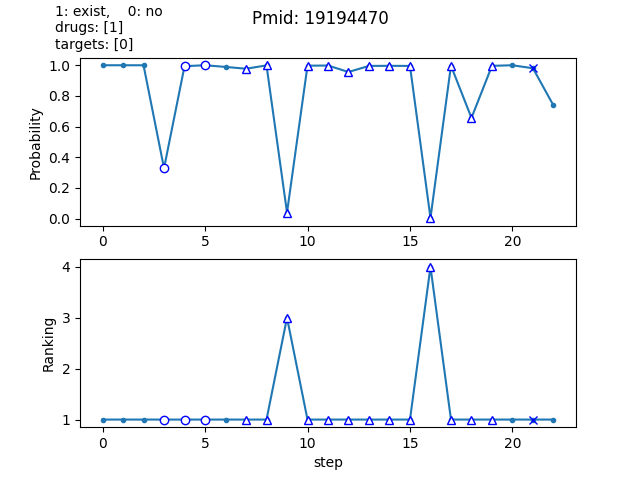 1: exist,    0: no
drugs: [1]
targets: [0]
Pmid: 19194470
1.0
0.8
0.6
0.4
0.2
0.0
Probability
0
5
10
15
20
4
3
2
1
Ranking
0
5
10
15
20
step